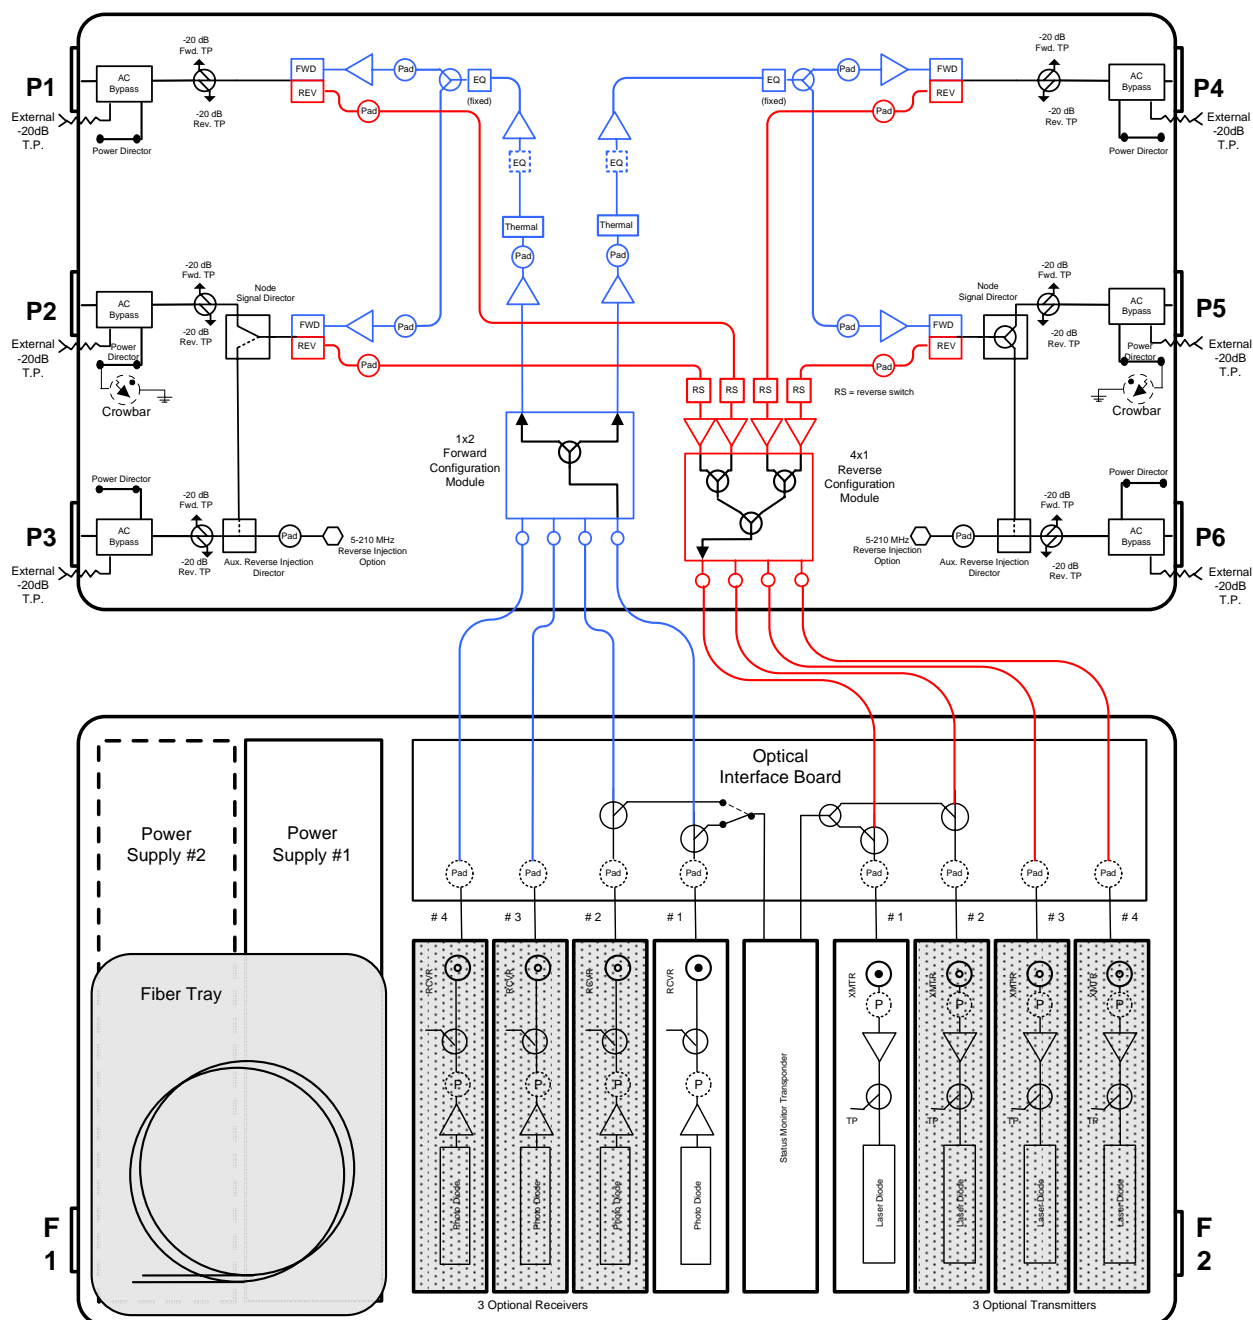 -20 dB
Fwd. TP
-20 dB
Fwd. TP
P1
AC
Bypass
FWD
REV
Pad
EQ
(fixed)
EQ
(fixed)
Pad
FWD
REV
AC
Bypass
P4
-20 dB
Rev. TP
Pad
Pad
-20 dB
Rev. TP
External
-20dB
T.P.
Power Director
External
-20dB
T.P.
Power Director
EQ
EQ
Thermal
Thermal
Pad
Pad
-20 dB
Fwd. TP
Node
Signal Director
Node
Signal Director
-20 dB
Fwd. TP
P2
AC
Bypass
FWD
REV
Pad
Pad
FWD
REV
AC
Bypass
P5
-20 dB
Rev. TP
-20 dB
Rev. TP
External
-20dB
T.P.
Power
Director
Pad
Pad
Power
Director
External
-20dB
T.P.
Crowbar
RS
RS
RS
RS
RS = reverse switch
Crowbar
1x2
Forward
Configuration
Module
4x1
Reverse
Configuration
Module
Power Director
-20 dB
Fwd. TP
-20 dB
Fwd. TP
Power Director
P3
AC
Bypass
Pad
5-210 MHz
Reverse Injection
Option
5-210 MHz
Reverse Injection
Option
Pad
AC
Bypass
P6
-20 dB
Rev. TP
Aux. Reverse Injection
Director
Aux. Reverse Injection
Director
-20 dB
Rev. TP
External
-20dB
T.P.
External
-20dB
T.P.
Optical
Interface Board
Power
Supply #2
Power
Supply #1
Pad
Pad
Pad
Pad
Pad
Pad
Pad
Pad
# 4
# 3
# 2
# 1
# 1
# 2
# 3
# 4
Fiber Tray
RCVR
RCVR
RCVR
RCVR
XMTR
XMTR
XMTR
XMTR
P
P
P
P
P
P
P
P
TP
TP
TP
TP
Status Monitor Transponder
Photo Diode
Photo Diode
Photo Diode
Photo Diode
Laser Diode
Laser Diode
Laser Diode
Laser Diode
F
1
F
2
3 Optional Receivers
3 Optional Transmitters